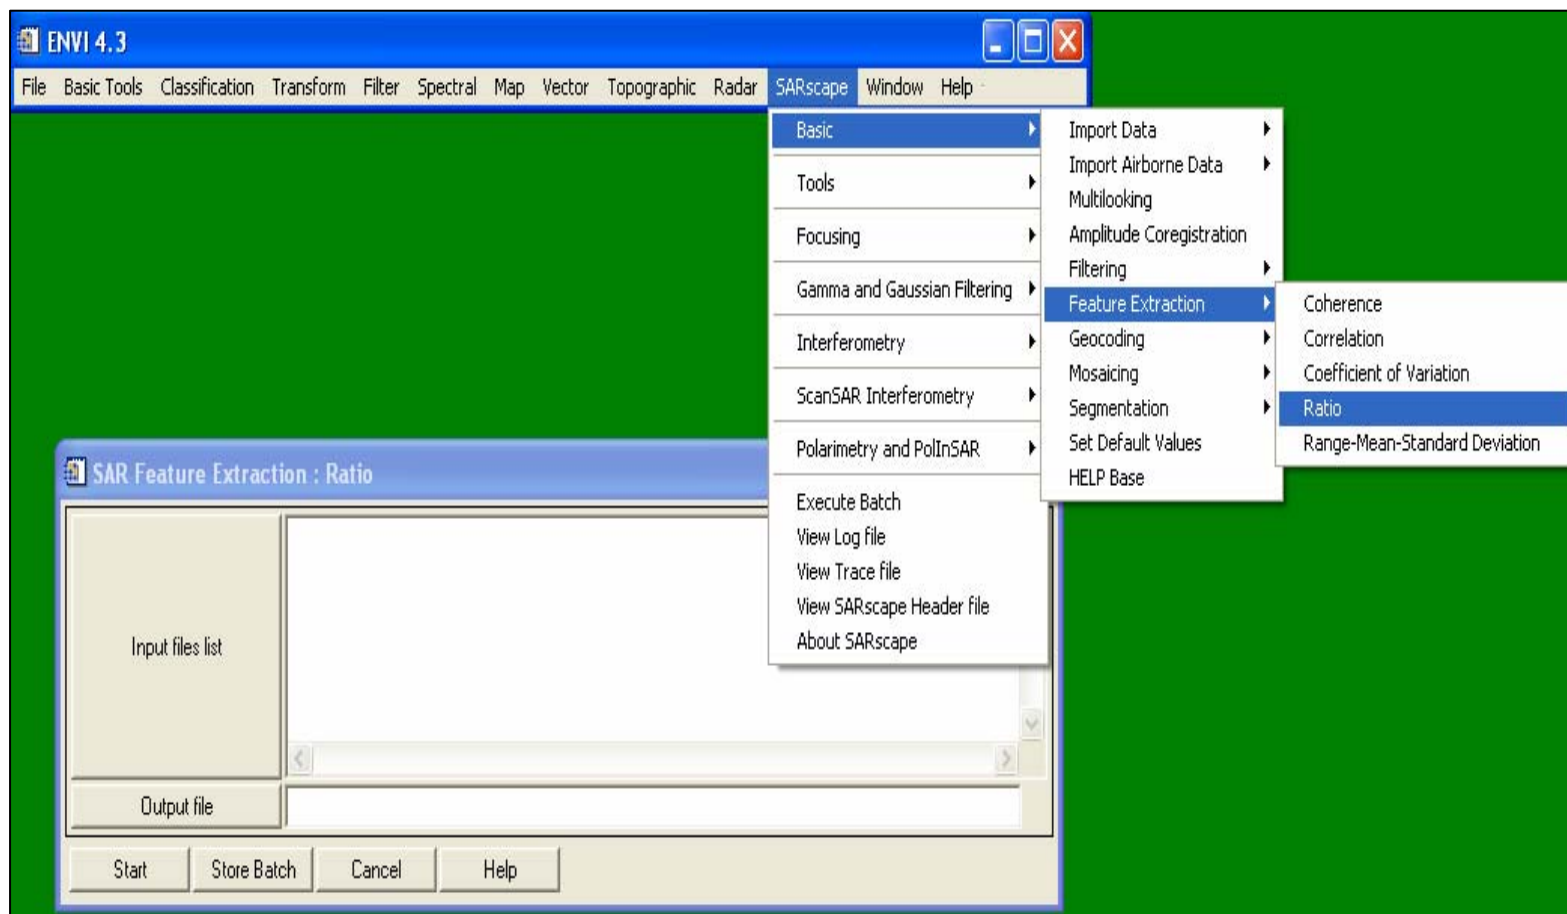 ENVI 4.3
File Basic Tools Classification Transform Filter Spectral Map Vector Topographic Radar SARscape Window Help
Basic
Tools
Focusing
Gamma and Gaussian Filtering
Interferometry
ScanSAR Interferometry
Polarimetry and PolInSAR
Execute Batch
View Log file
View Trace file
View SARscape Header file
About SARscape
Import Data
Import Airborne Data
Multilooking
Amplitude Coregistration
Filtering
Feature Extraction
Geocoding
Mosaicing
Segmentation
Set Default Values
HELP Base
Coherence
Correlation
Coefficient of Variation
Ratio
Range-Mean-Standard Deviation
SAR Feature Extraction : Ratio
Input files list
Output file
Start Store Batch Cancel Help